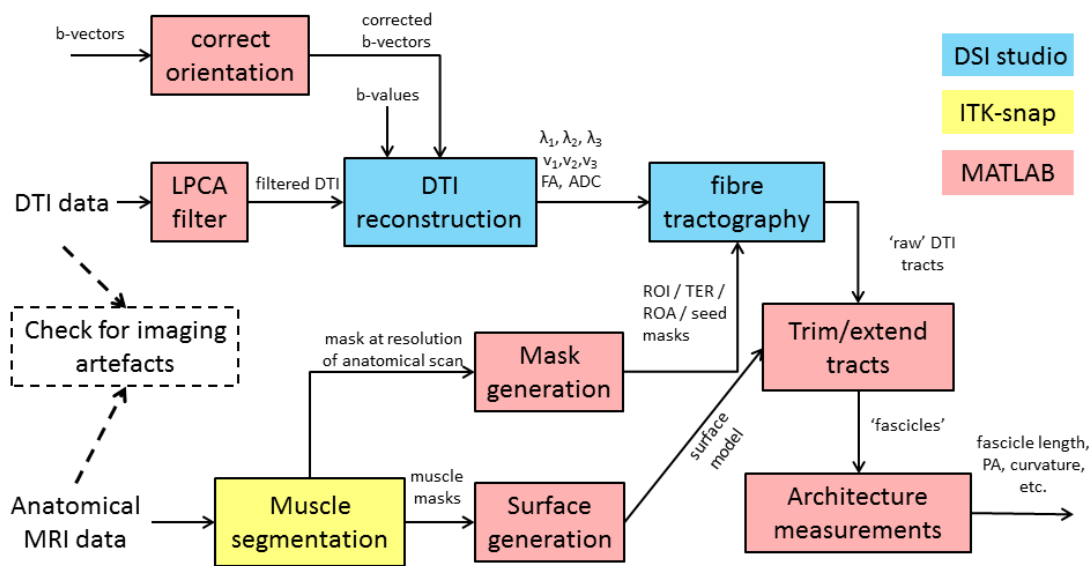 b-vectors
correct
orientation
corrected
b-vectors
b-values
DSI studio
ITK-snap
MATLAB
DTI data
LPCA
filter
filtered DTI
DTI
reconstruction
λ₁, λ₂, λ₃
v₁,v₂,v₃
FA, ADC
fibre
tractography
'raw' DTI
tracts
Check for imaging
artefacts
mask at resolution
of anatomical scan
Mask
generation
ROI / TER /
ROA / seed
masks
Trim/extend
tracts
surface
model
'fascicles'
Anatomical
MRI data
Muscle
segmentation
muscle
masks
Surface
generation
Architecture
measurements
fascicle length,
PA, curvature,
etc.